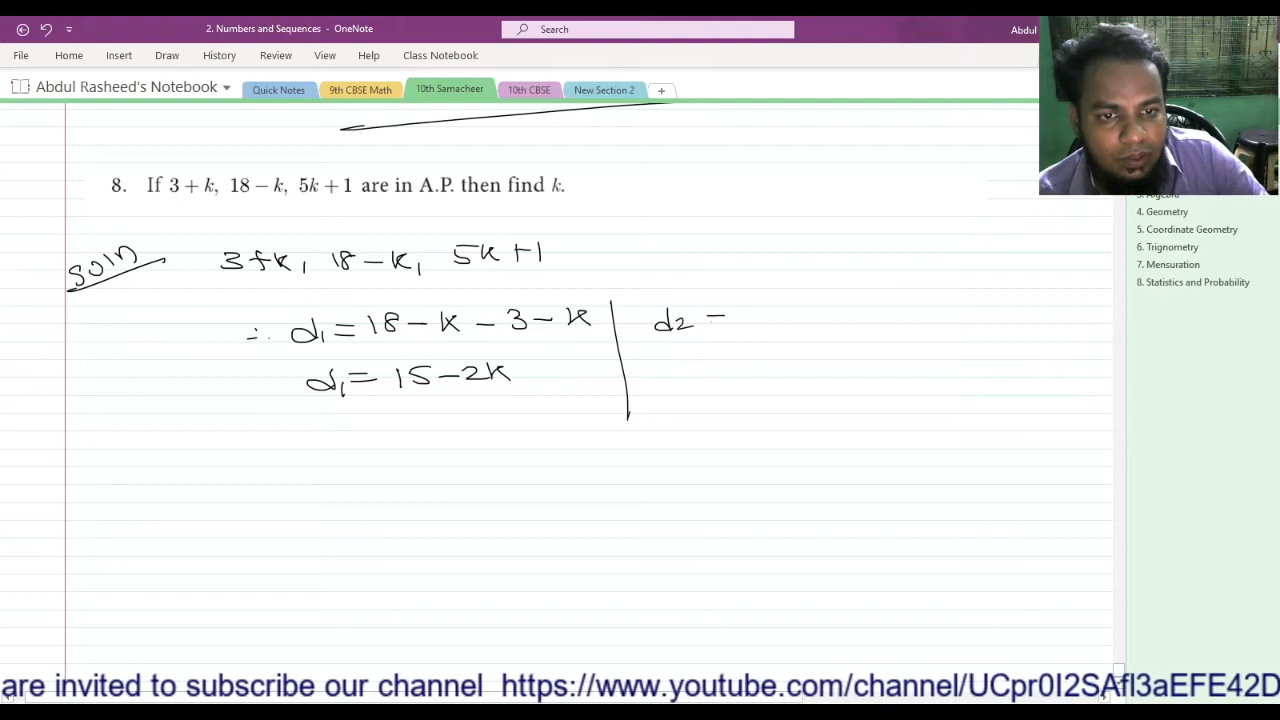 2. Numbers and Sequences - OneNote
Search
Abdul
File Home Insert Draw History Review View Help Class Notebook
Abdul Rasheed's Notebook Quick Notes 9th CBSE Math 10th Samacheer 10th CBSE New Section 2 +
8. If 3 + k, 18 − k, 5k + 1 are in A.P. then find k.
3. Algebra
4. Geometry
5. Coordinate Geometry
6. Trignometry
7. Mensuration
8. Statistics and Probability
Soln 3+k, 18-k, 5k+1
∴ d₁ = 18 - k - 3 - k d2 =
d₁ = 15 - 2k
are invited to subscribe our channel https://www.youtube.com/channel/UCpr0I2SAfl3aEFE42D